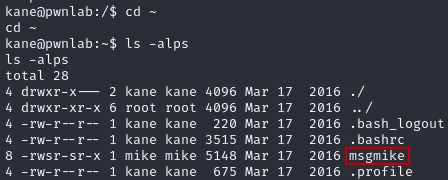 kane@pwnlab:/$ cd ~
cd ~
kane@pwnlab:~$ ls -alps
ls -alps
total 28
4 drwxr-x--- 2 kane kane 4096 Mar 17  2016 ./
4 drwxr-xr-x 6 root root 4096 Mar 17  2016 ../
4 -rw-r--r-- 1 kane kane  220 Mar 17  2016 .bash_logout
4 -rw-r--r-- 1 kane kane 3515 Mar 17  2016 .bashrc
8 -rwsr-sr-x 1 mike mike 5148 Mar 17  2016 msgmike
4 -rw-r--r-- 1 kane kane  675 Mar 17  2016 .profile